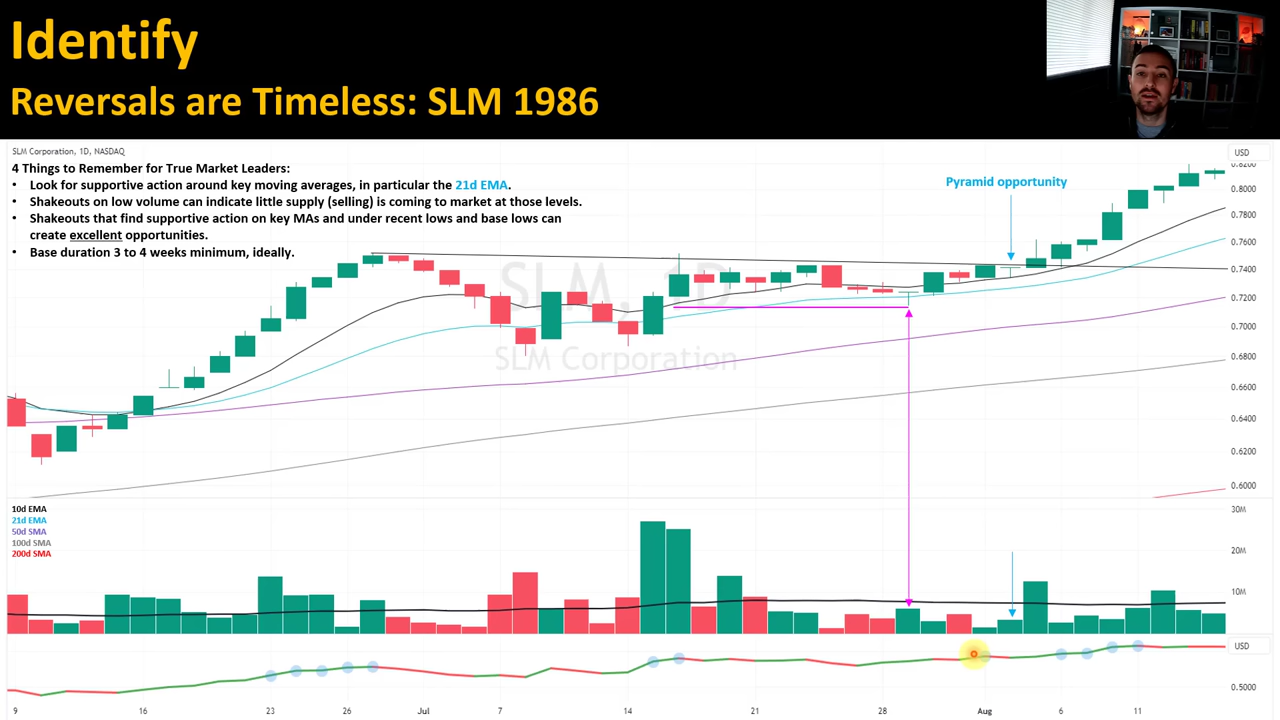 Identify
Reversals are Timeless: SLM 1986
SLM Corporation, 1D, NASDAQ
4 Things to Remember for True Market Leaders:
• Look for supportive action around key moving averages, in particular the 21d EMA.
• Shakeouts on low volume can indicate little supply (selling) is coming to market at those levels.
• Shakeouts that find supportive action on key MAs and under recent lows and base lows can
create excellent opportunities.
• Base duration 3 to 4 weeks minimum, ideally.
Pyramid opportunity
SLM, 1D
SLM Corporation
USD
0.8200
0.8000
0.7800
0.7600
0.7400
0.7200
0.7000
0.6800
0.6600
0.6400
0.6200
0.6000
10d EMA
21d EMA
50d SMA
100d SMA
200d SMA
30M
20M
10M
USD
0.5000
9
16
23
26
Jul
7
14
21
28
Aug
6
11